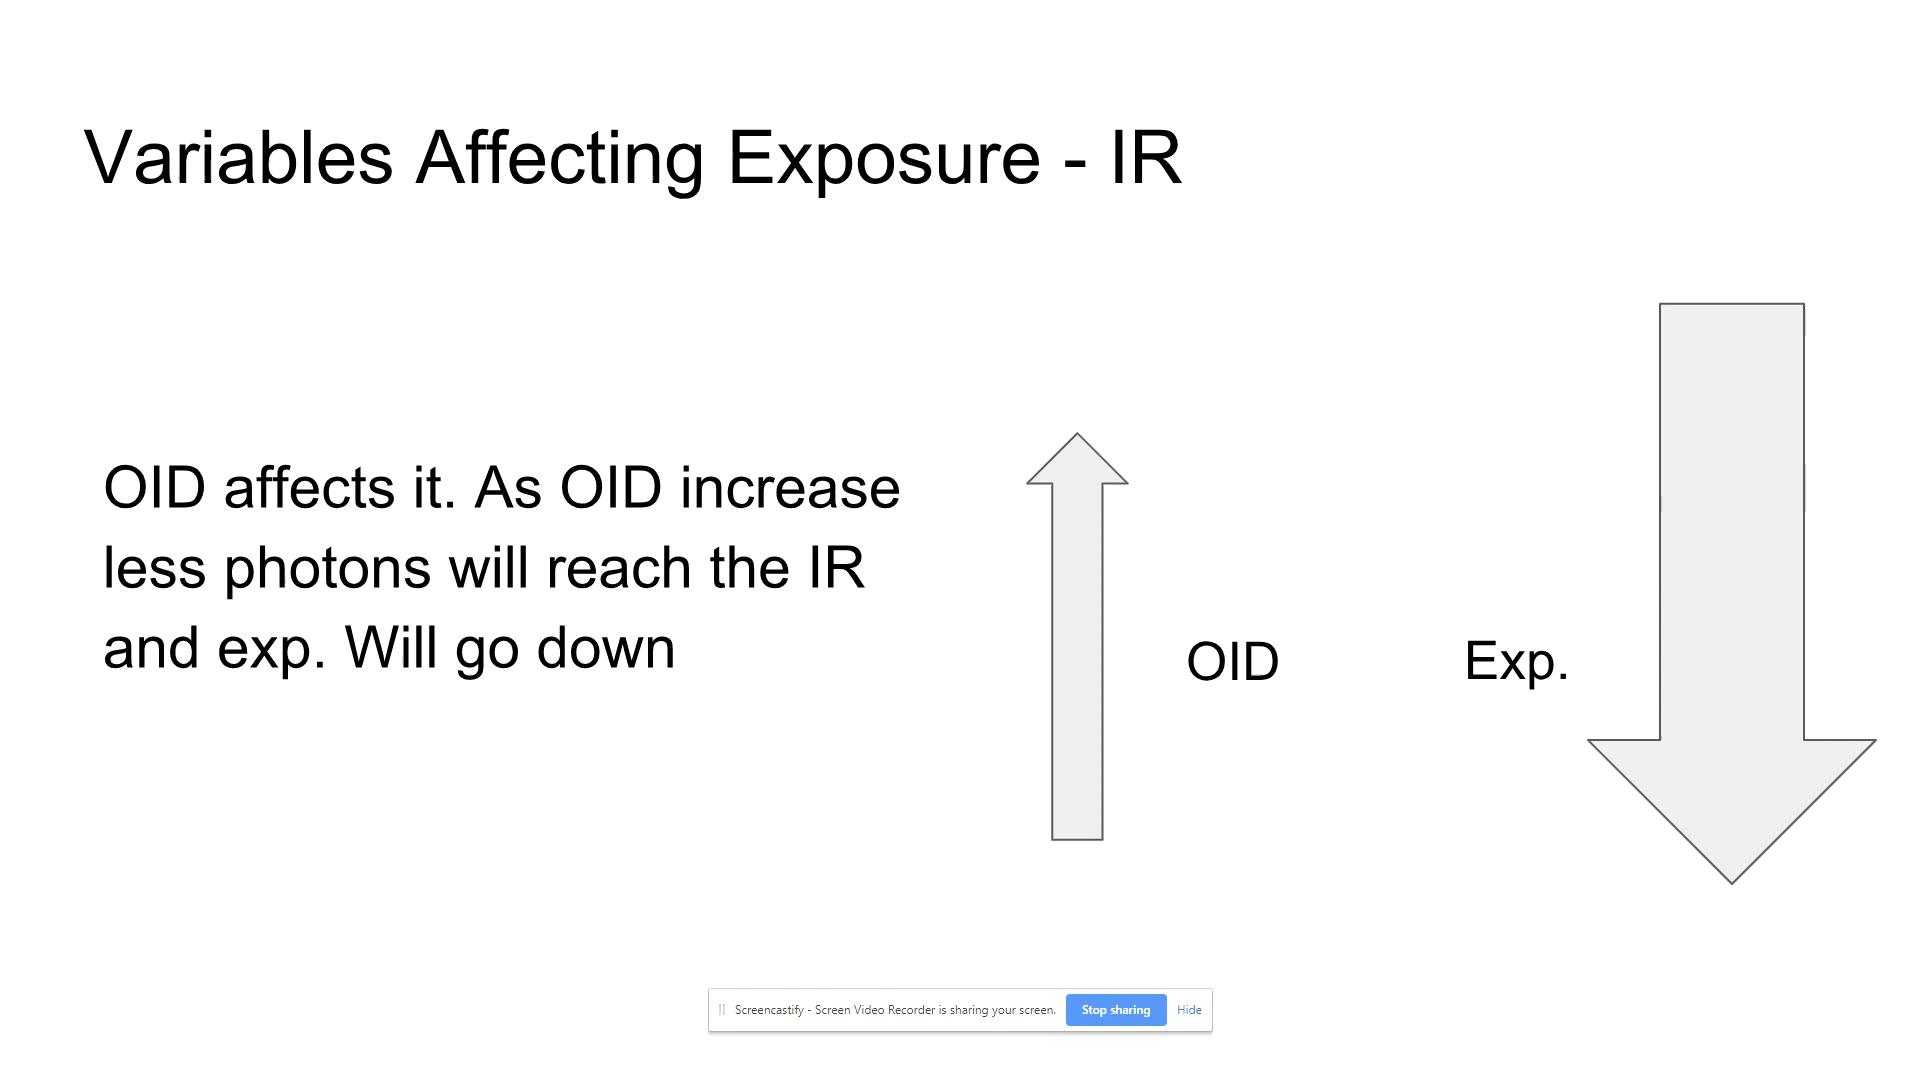 Variables Affecting Exposure - IR
OID affects it. As OID increase
less photons will reach the IR
and exp. Will go down
OID
Exp.
Screencastify - Screen Video Recorder is sharing your screen.
Stop sharing
Hide